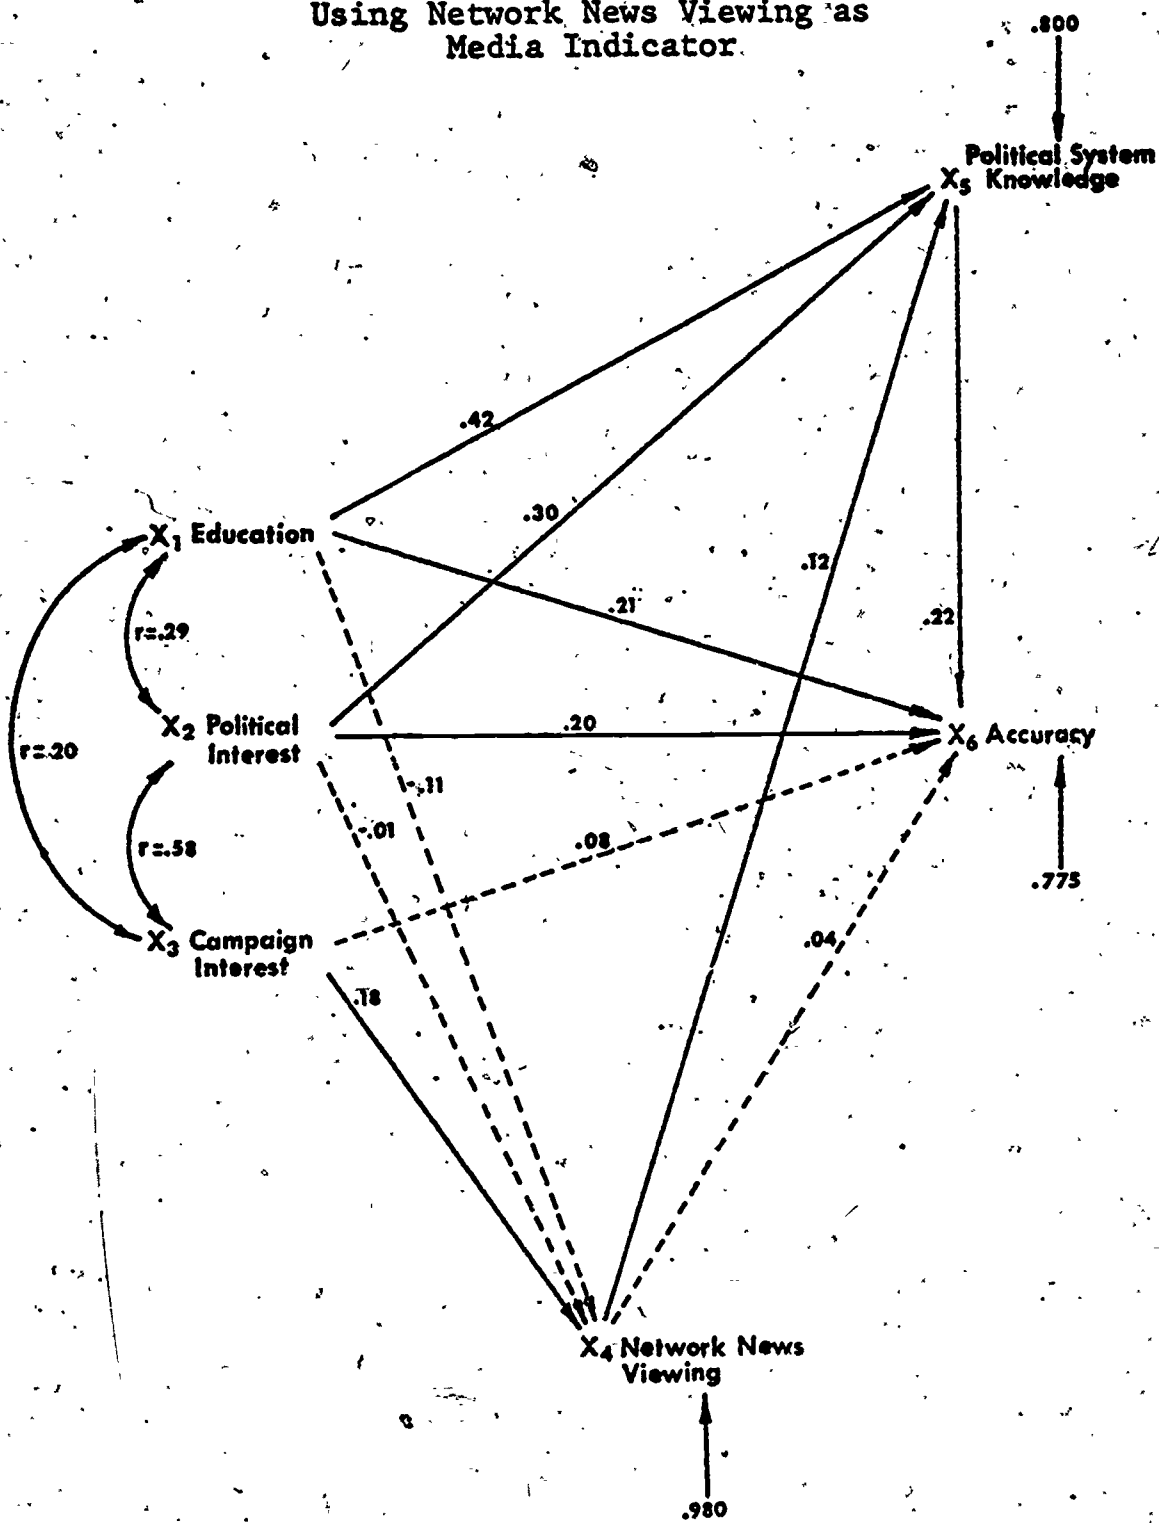 Using Network News Viewing as
Media Indicator
.800
Political System
X5 Knowledge
.42
.30
X1 Education
.12
.21
.22
r=.29
X2 Political
Interest
.20
X6 Accuracy
r=.20
-.11
-.01
.08
r=.58
.775
X3 Campaign
Interest
.04
.18
X4 Network News
Viewing
.980